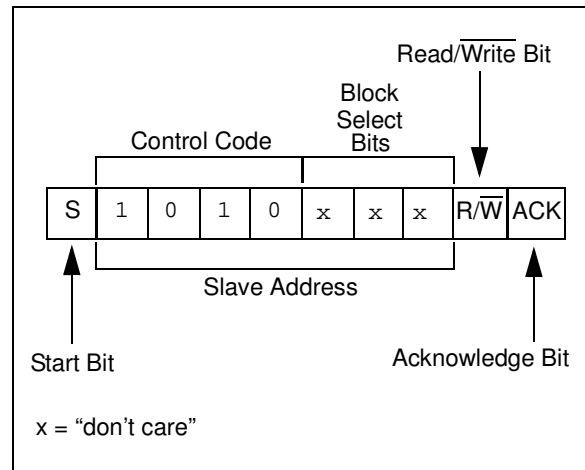 Read/Write Bit
Block
Select
Bits
Control Code
S 1 0 1 0 x x x R/W ACK
Slave Address
Start Bit
Acknowledge Bit
x = “don’t care”